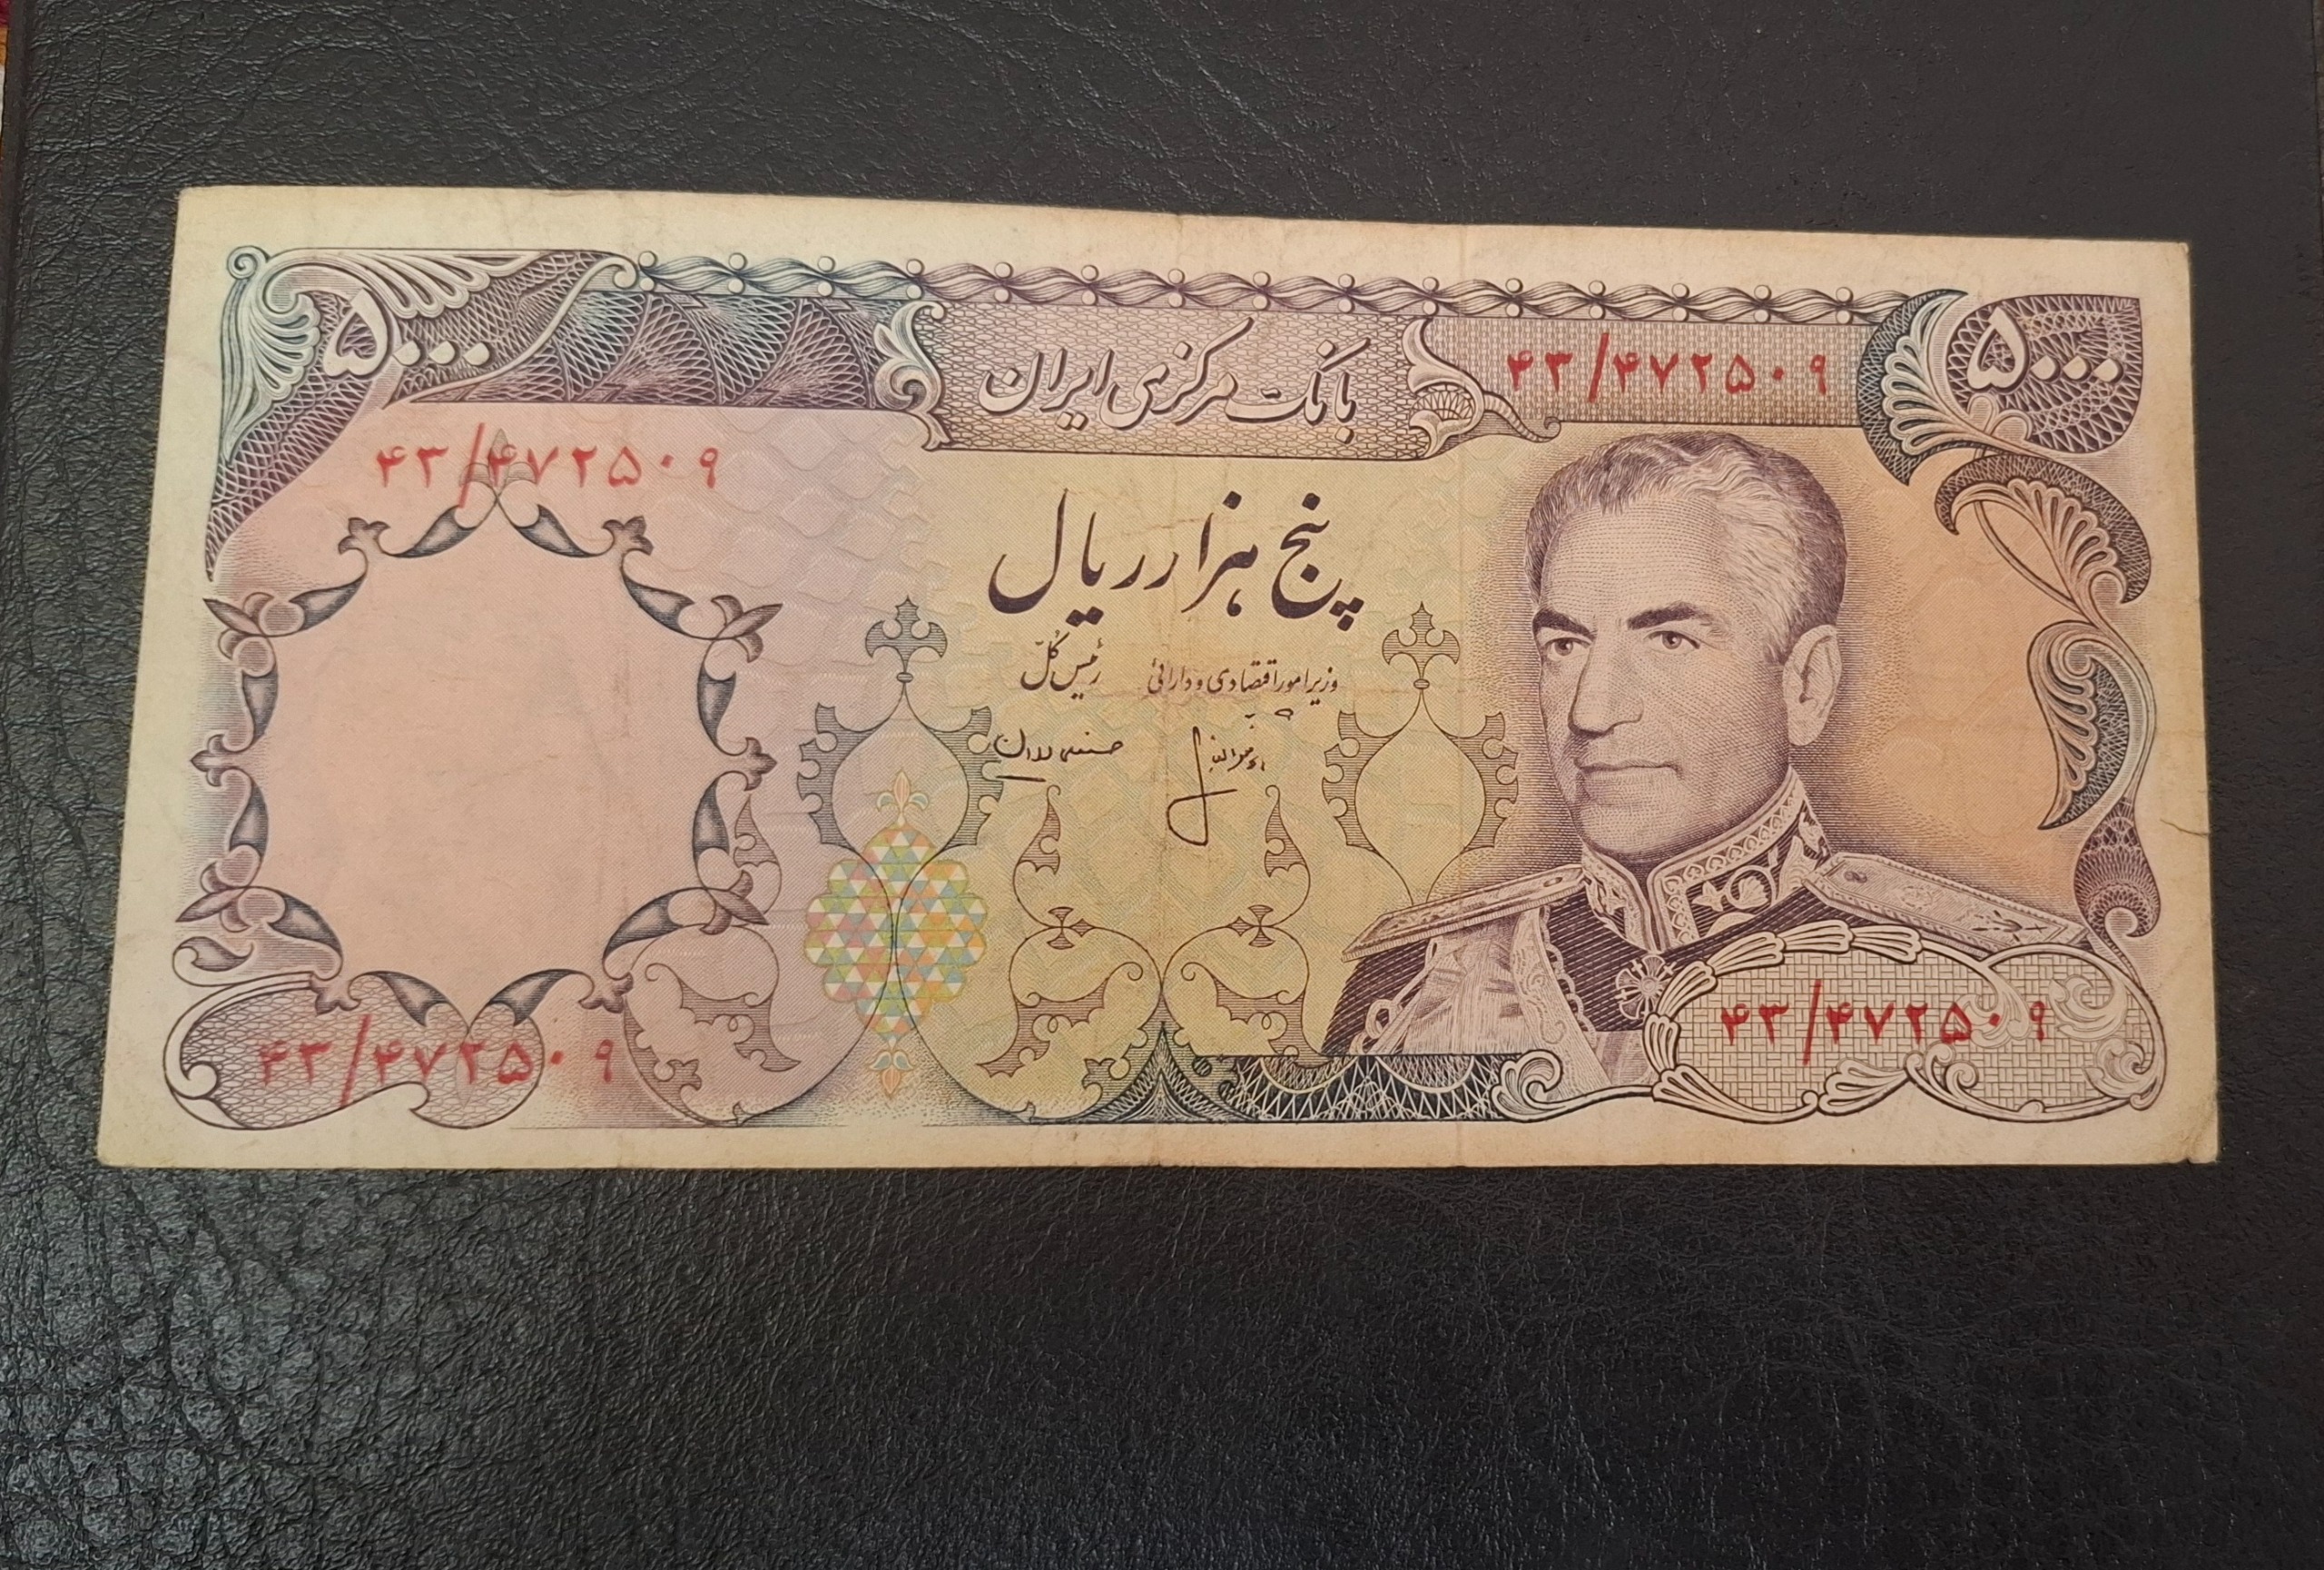 ۵۰۰۰
بانک مرکزی ایران
۴۳/۴۷۲۵۰۹
۵۰۰۰
۴۳/۴۷۲۵۰۹
پنج هزار ریال
وزیر امور اقتصادی و دارائی
رئیس کلّ
۴۳/۴۷۲۵۰۹
۴۳/۴۷۲۵۰۹